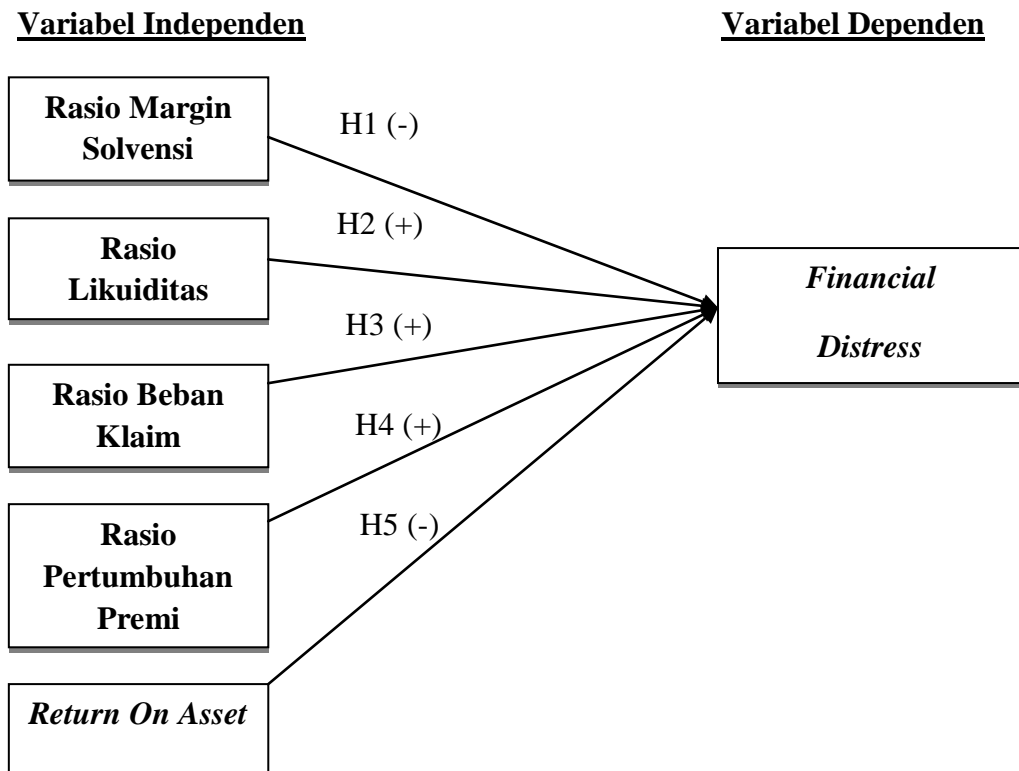 Variabel Independen
Variabel Dependen
Rasio Margin
Solvensi
H1 (-)
Rasio
Likuiditas
H2 (+)
Rasio Beban
Klaim
H3 (+)
Rasio
Pertumbuhan
Premi
H4 (+)
Return On Asset
H5 (-)
Financial
Distress